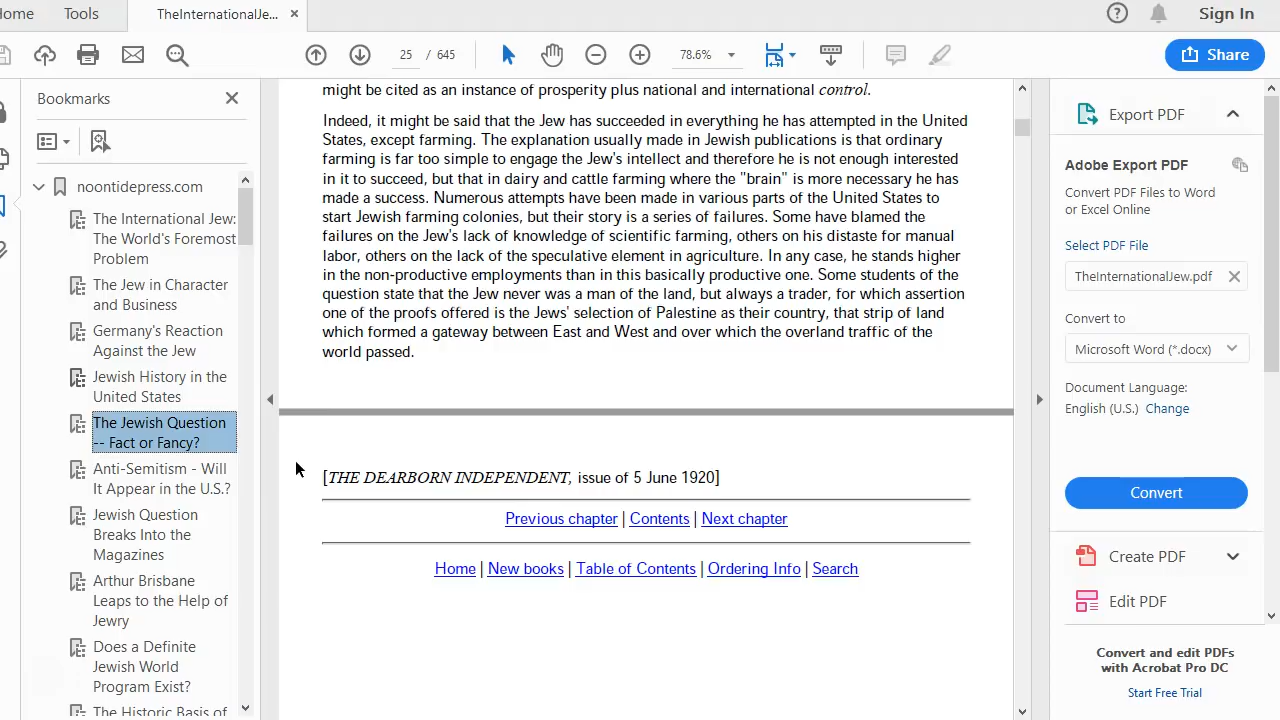 Home
Tools
TheInternationalJe...
Sign In
25 / 645
78.6%
Share
Bookmarks
noontidepress.com
The International Jew:
The World's Foremost
Problem
The Jew in Character
and Business
Germany's Reaction
Against the Jew
Jewish History in the
United States
The Jewish Question
-- Fact or Fancy?
Anti-Semitism - Will
It Appear in the U.S.?
Jewish Question
Breaks Into the
Magazines
Arthur Brisbane
Leaps to the Help of
Jewry
Does a Definite
Jewish World
Program Exist?
The Historic Basis of
might be cited as an instance of prosperity plus national and international control.
Indeed, it might be said that the Jew has succeeded in everything he has attempted in the United
States, except farming. The explanation usually made in Jewish publications is that ordinary
farming is far too simple to engage the Jew's intellect and therefore he is not enough interested
in it to succeed, but that in dairy and cattle farming where the "brain" is more necessary he has
made a success. Numerous attempts have been made in various parts of the United States to
start Jewish farming colonies, but their story is a series of failures. Some have blamed the
failures on the Jew's lack of knowledge of scientific farming, others on his distaste for manual
labor, others on the lack of the speculative element in agriculture. In any case, he stands higher
in the non-productive employments than in this basically productive one. Some students of the
question state that the Jew never was a man of the land, but always a trader, for which assertion
one of the proofs offered is the Jews' selection of Palestine as their country, that strip of land
which formed a gateway between East and West and over which the overland traffic of the
world passed.
[THE DEARBORN INDEPENDENT, issue of 5 June 1920]
Previous chapter | Contents | Next chapter
Home | New books | Table of Contents | Ordering Info | Search
Export PDF
Adobe Export PDF
Convert PDF Files to Word
or Excel Online
Select PDF File
TheInternationalJew.pdf
Convert to
Microsoft Word (*.docx)
Document Language:
English (U.S.) Change
Convert
Create PDF
Edit PDF
Convert and edit PDFs
with Acrobat Pro DC
Start Free Trial